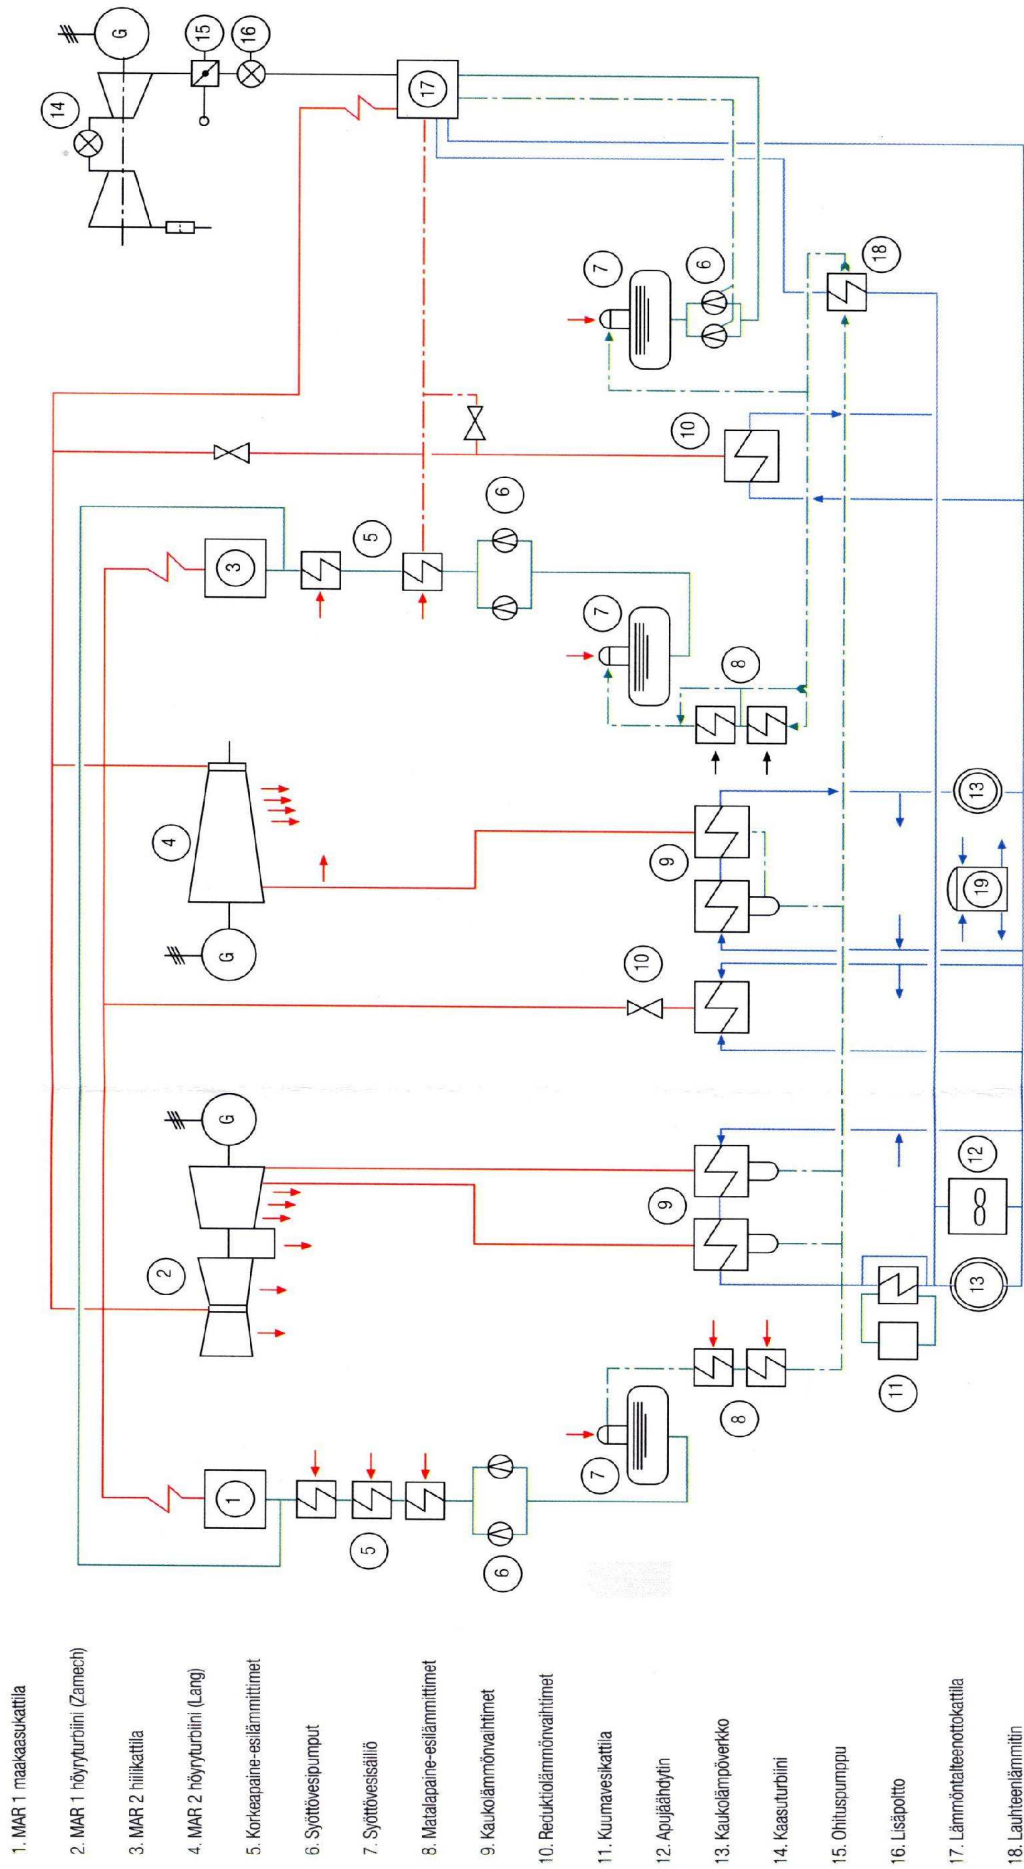 1. MAR 1 maakaasukattila
2. MAR 1 höyryturbiini (Zamech)
3. MAR 2 hiilikattila
4. MAR 2 höyryturbiini (Lang)
5. Korkeapaine-esilämmittimet
6. Syöttövesipumput
7. Syöttövesisäiliö
8. Matalapaine-esilämmittimet
9. Kaukolämmönvaihtimet
10. Reduktiolämmönvaihtimet
11. Kuumavesikattila
12. Apujäähdytin
13. Kaukolämpöverkko
14. Kaasuturbiini
15. Ohituspumppu
16. Lisäpoltto
17. Lämmöntalteenottokattila
18. Lauhteenlämmitin
14
G
2
4
15
G
G
1
3
16
5
5
17
6
6
7
7
7
10
9
9
10
6
8
8
18
11
13
12
19
13